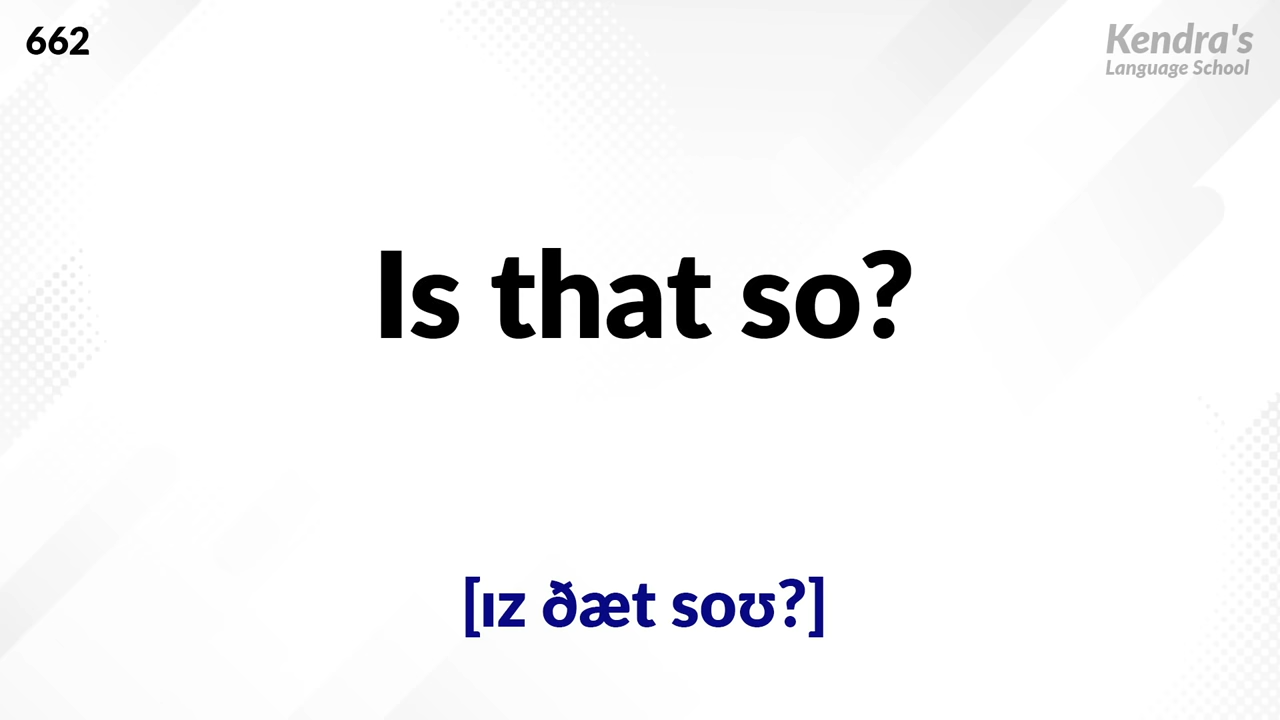 662
Kendra's
Language School
Is that so?
[ɪz ðæt soʊ?]